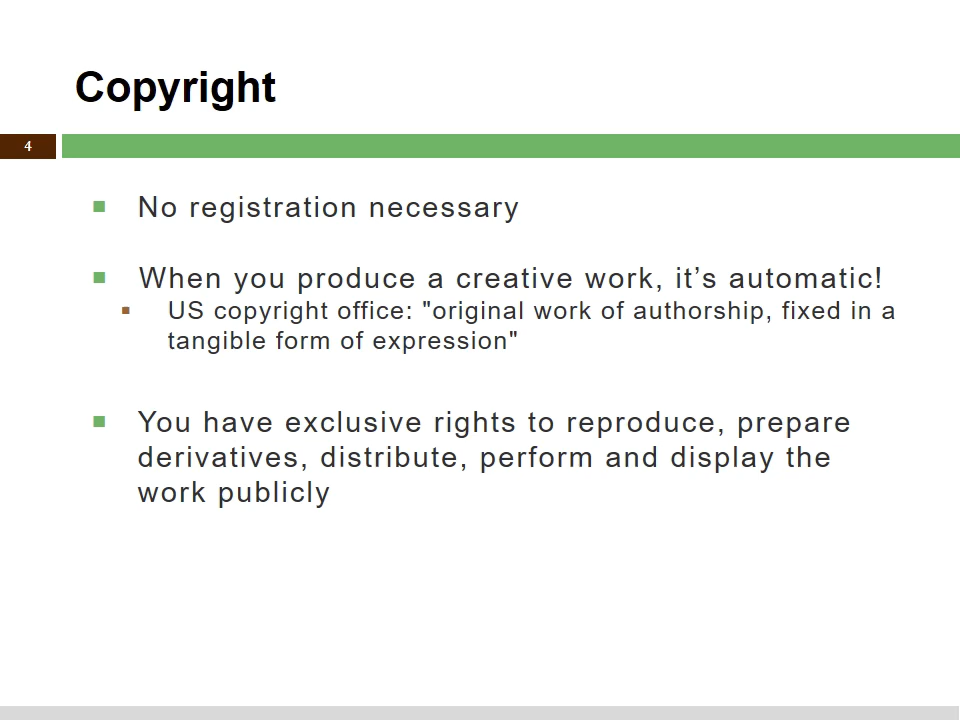 Copyright
4
No registration necessary
When you produce a creative work, it’s automatic!
US copyright office: "original work of authorship, fixed in a
tangible form of expression"
You have exclusive rights to reproduce, prepare
derivatives, distribute, perform and display the
work publicly